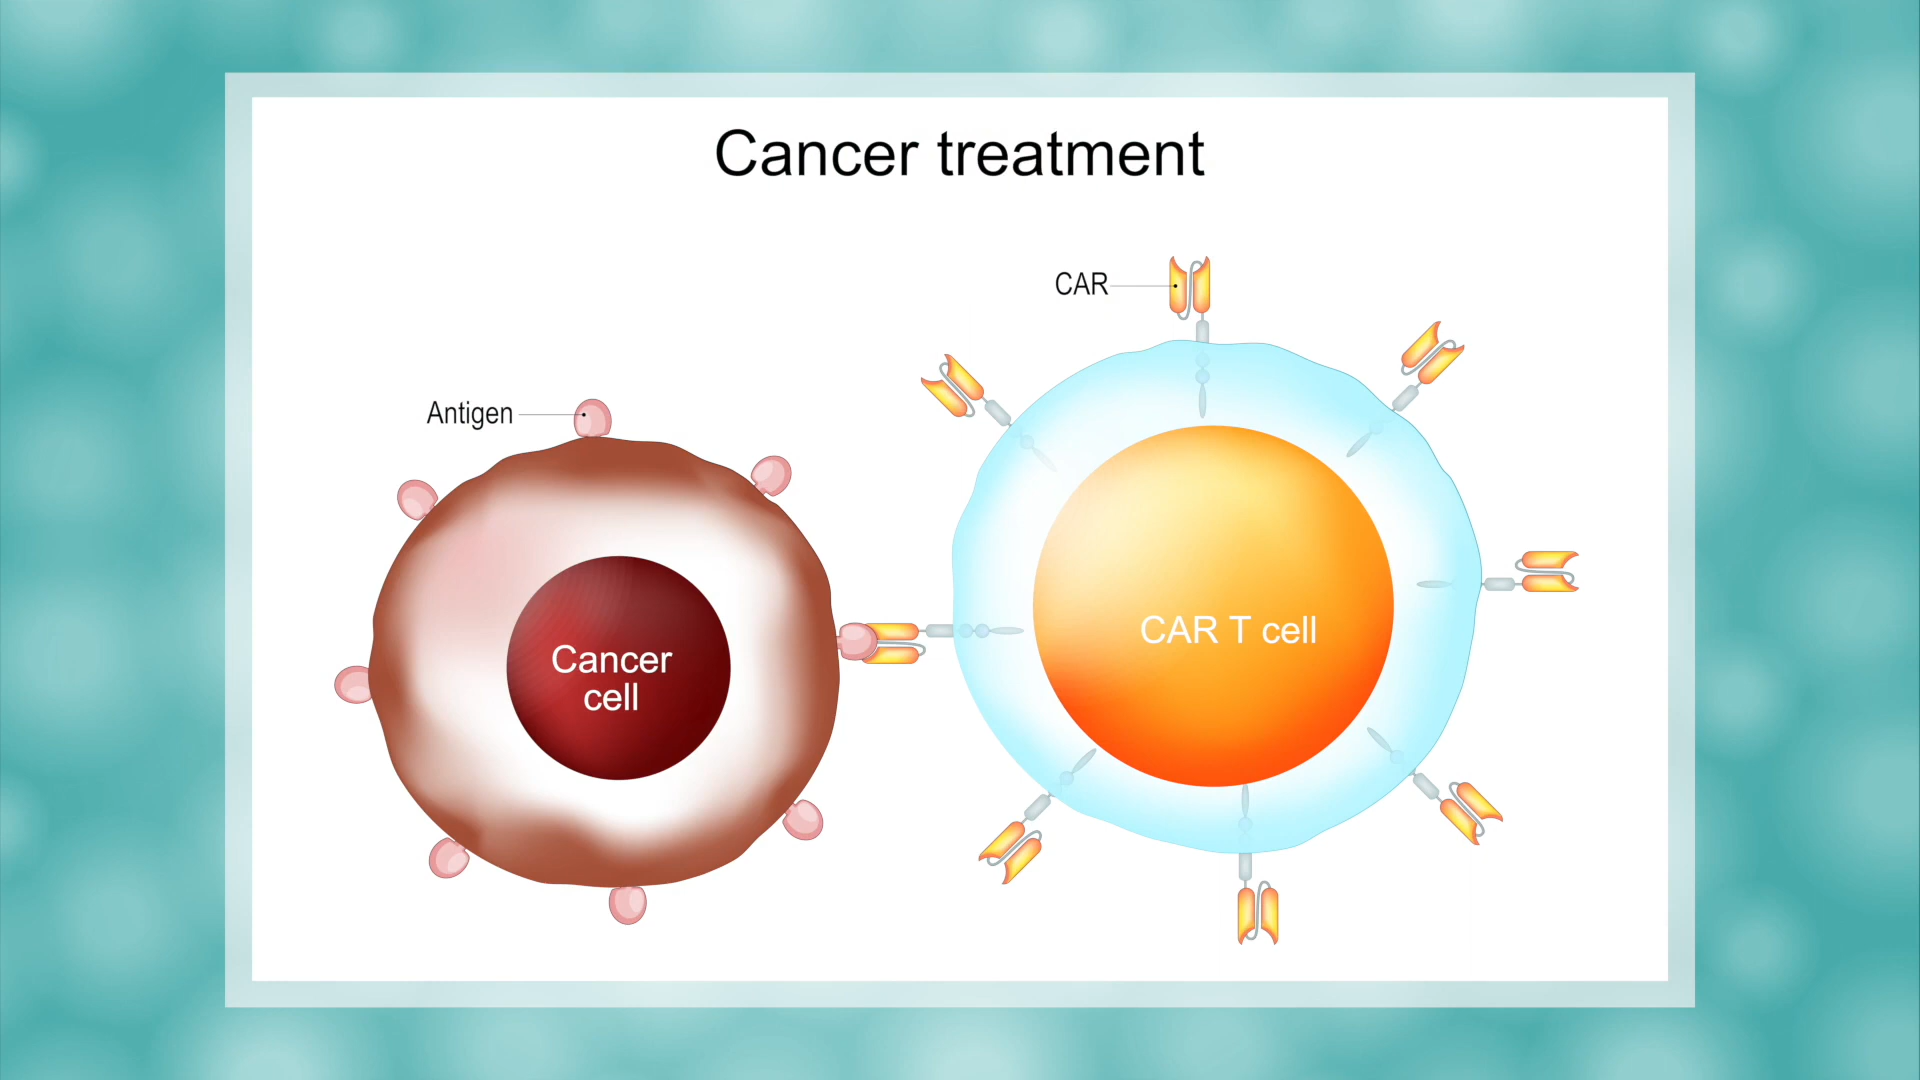 Cancer treatment
CAR
Antigen
Cancer
cell
CAR T cell